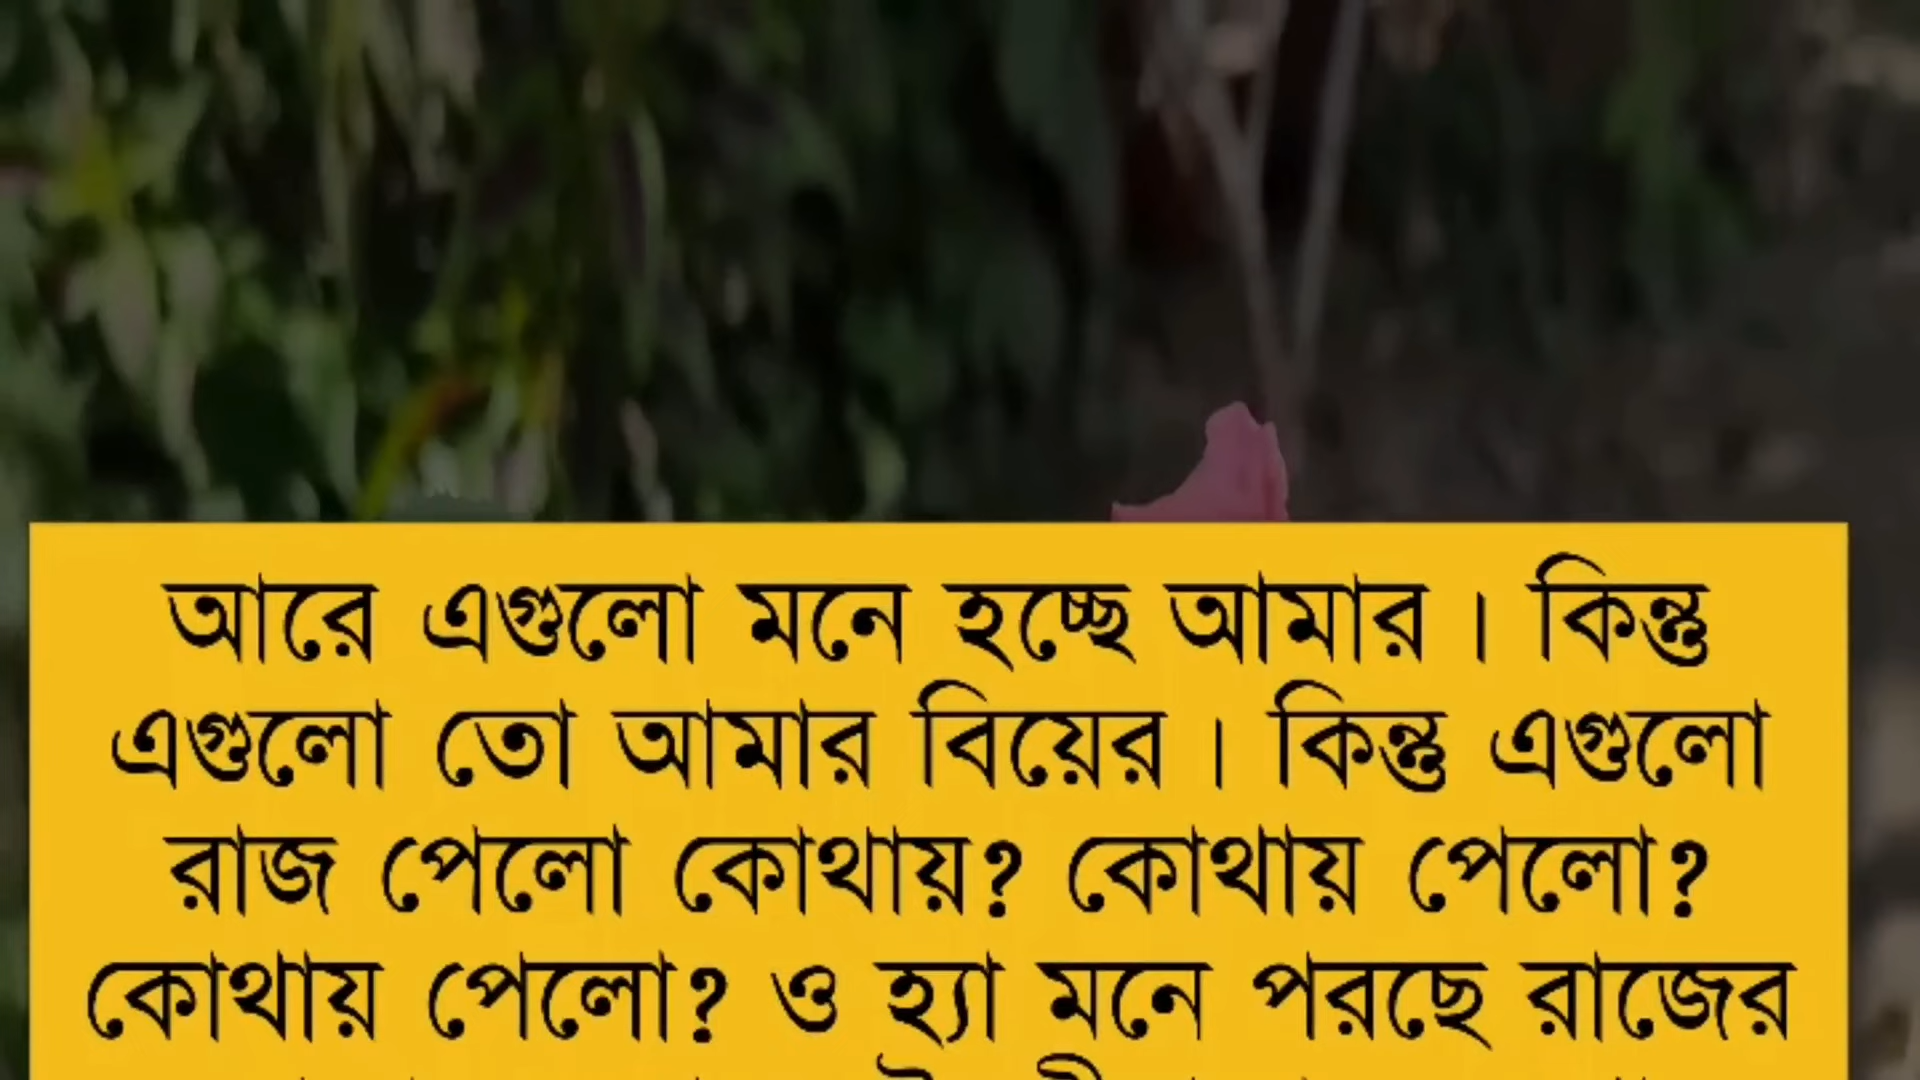 আরে এগুলো মনে হচ্ছে আমার। কিন্তু
এগুলো তো আমার বিয়ের। কিন্তু এগুলো
রাজ পেলো কোথায়? কোথায় পেলো?
কোথায় পেলো? ও হ্যা মনে পরছে রাজের